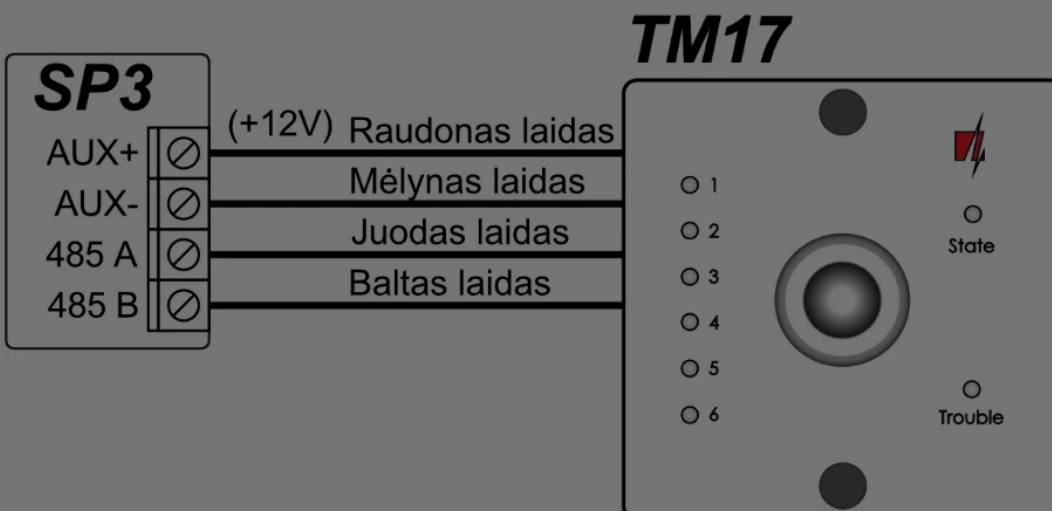 TM17
SP3
AUX+
(+12V) Raudonas laidas
AUX-
Mėlynas laidas
485 A
Juodas laidas
485 B
Baltas laidas
1
2
3
4
5
6
State
Trouble